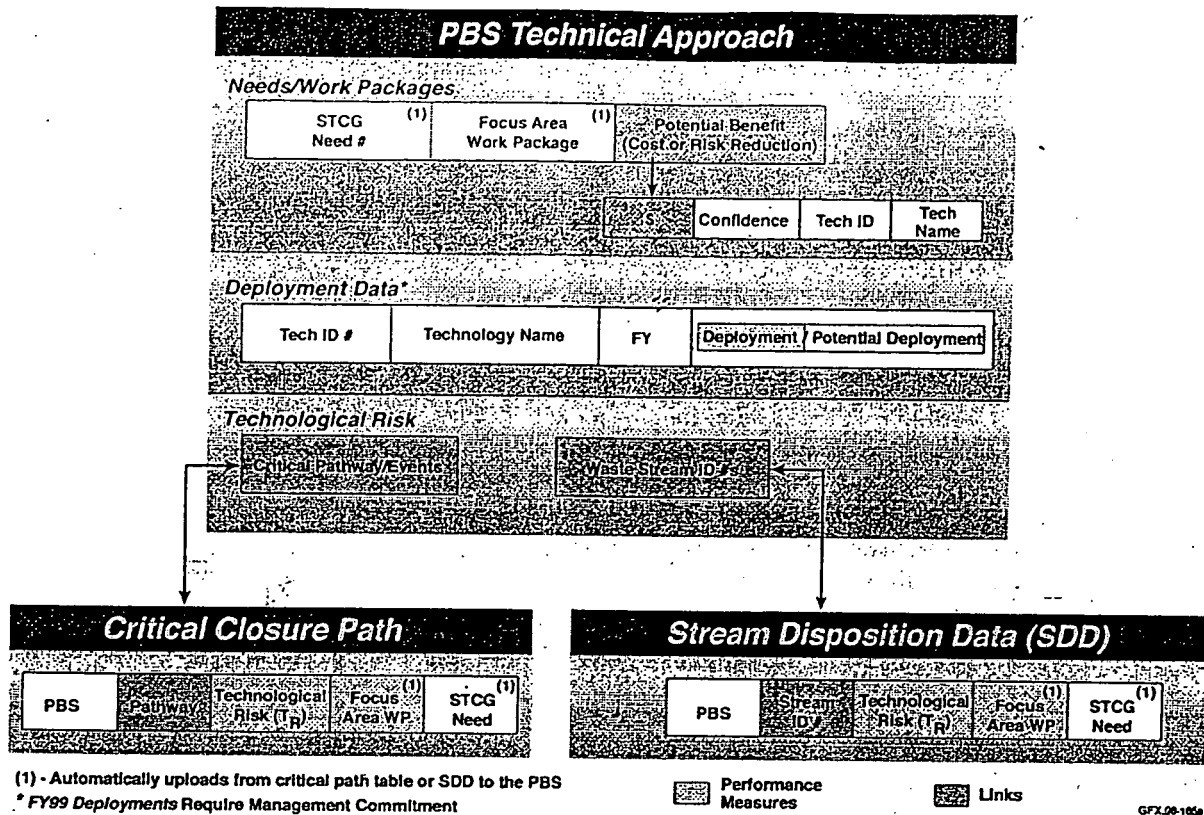 PBS Technical Approach
Needs/Work Packages
STCG (1)
Need #
Focus Area (1)
Work Package
Potential Benefit
(Cost or Risk Reduction)
$
Confidence
Tech ID
Tech
Name
Deployment Data*
Tech ID #
Technology Name
FY
Deployment / Potential Deployment
Technological Risk
Critical Pathway/Events
Waste Stream ID #s
Critical Closure Path
PBS
Pathway
Technological
Risk (TR)
Focus (1)
Area WP
STCG (1)
Need
Stream Disposition Data (SDD)
PBS
Stream
ID #
Technological
Risk (TR)
Focus (1)
Area WP
STCG (1)
Need
(1) - Automatically uploads from critical path table or SDD to the PBS
* FY99 Deployments Require Management Commitment
Performance
Measures
Links